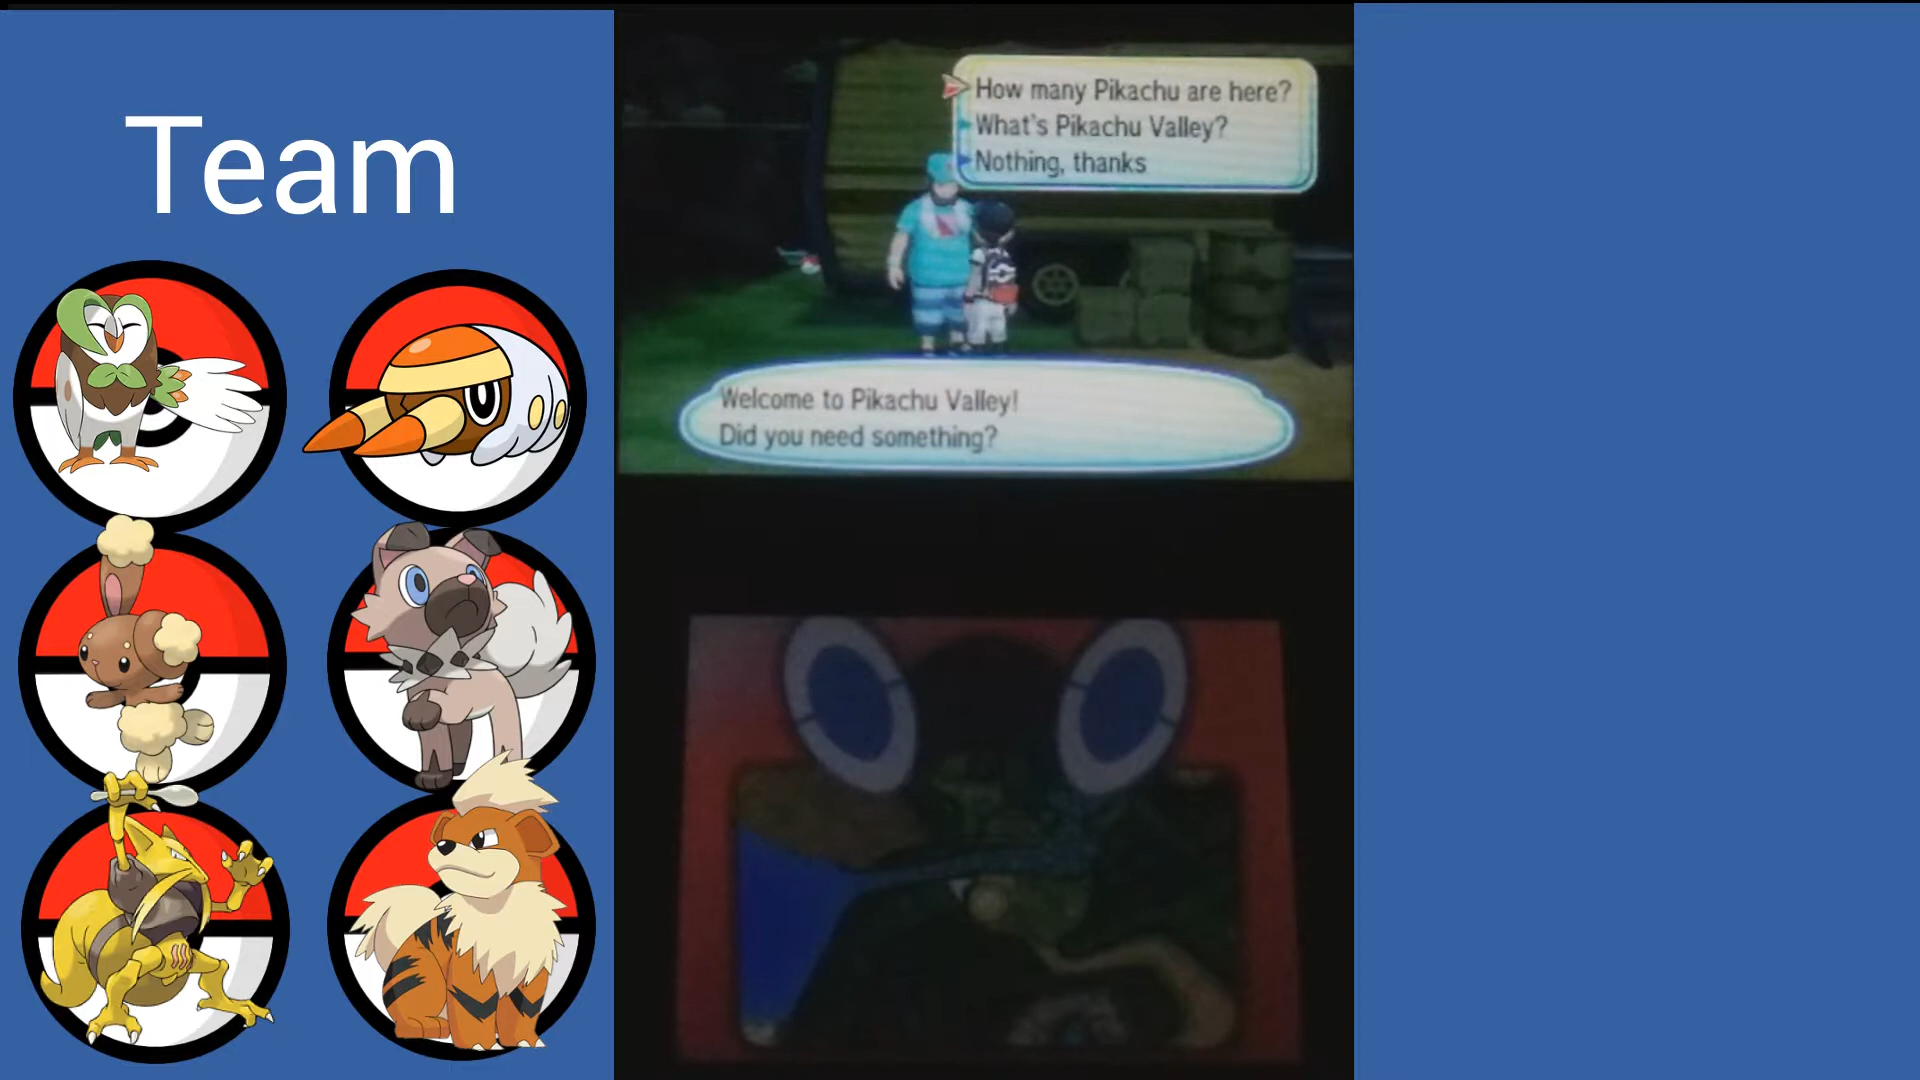 Team
How many Pikachu are here?
What's Pikachu Valley?
Nothing, thanks
Welcome to Pikachu Valley!
Did you need something?